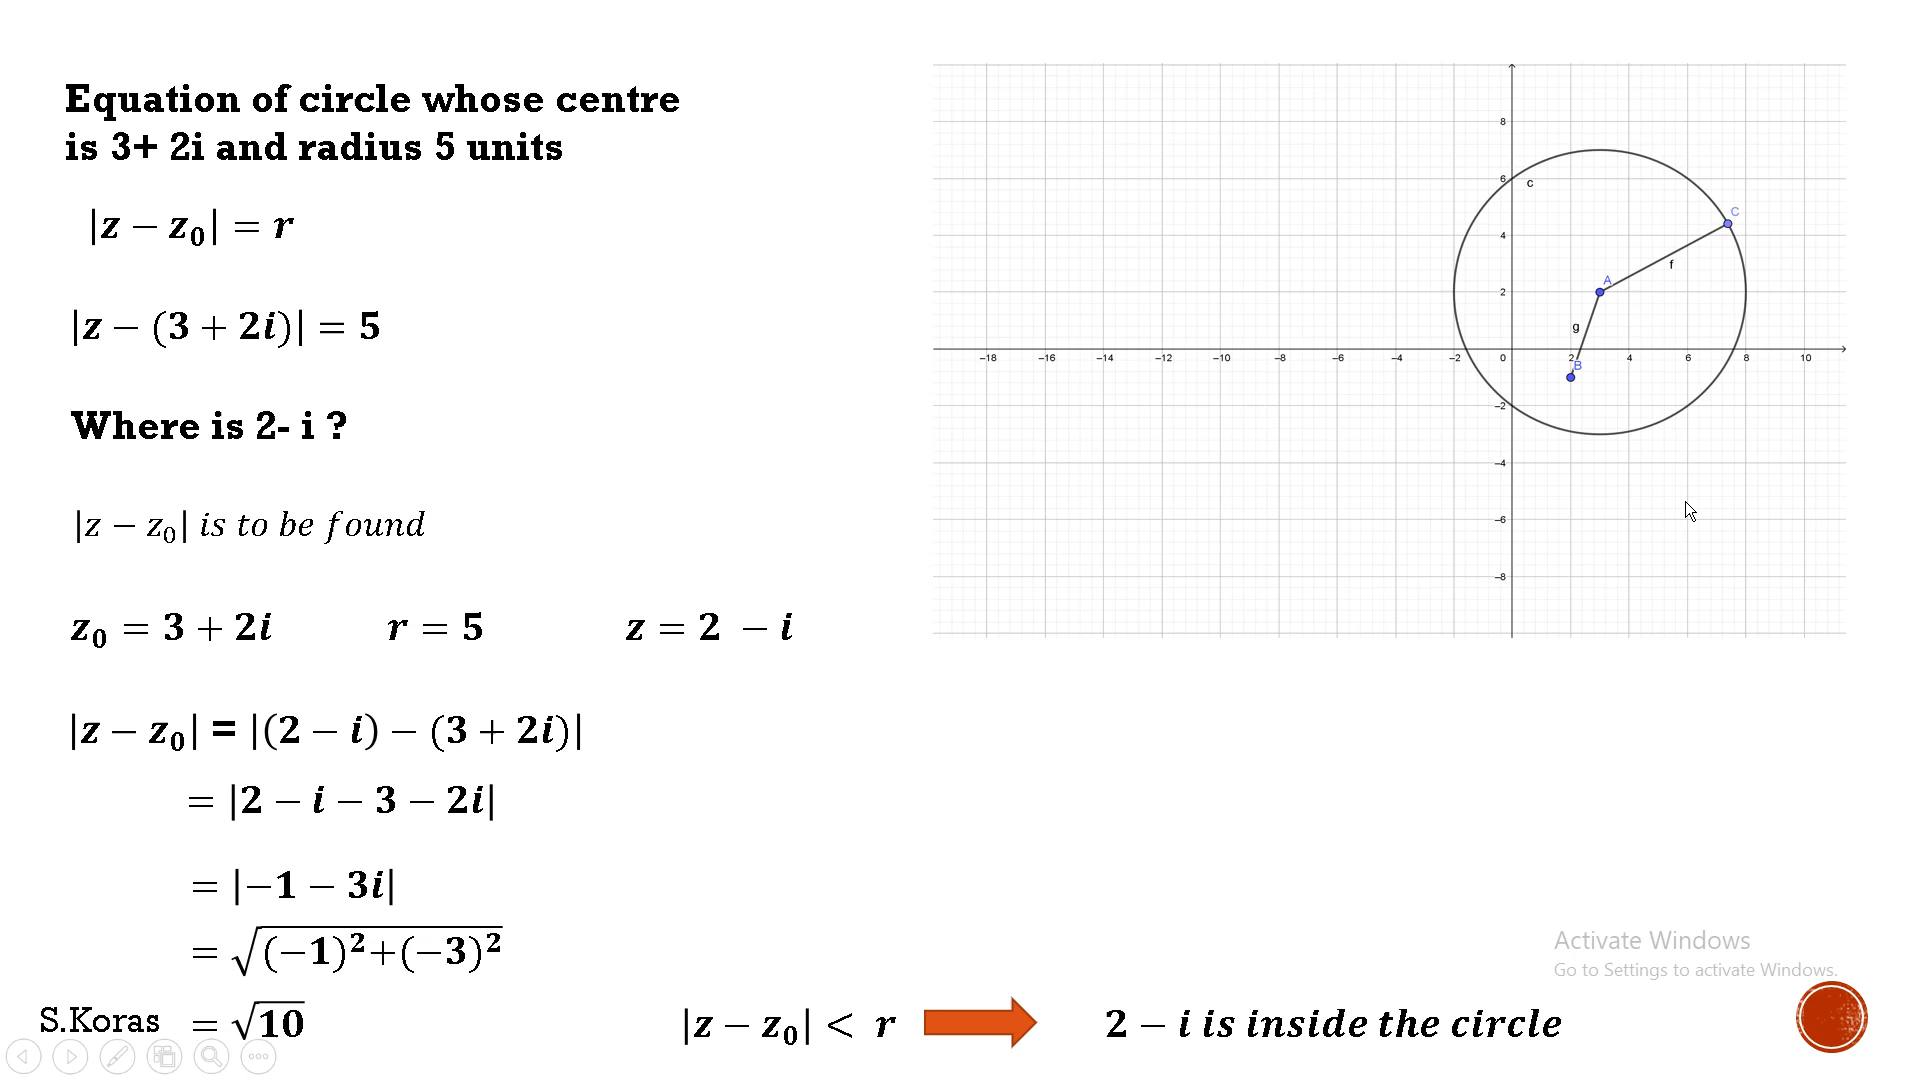 Equation of circle whose centre
is 3+ 2i and radius 5 units
|z − z₀| = r
|z − (3 + 2i)| = 5
Where is 2- i ?
|z − z₀| is to be found
z₀ = 3 + 2i r = 5 z = 2 − i
|z − z₀| = |(2 − i) − (3 + 2i)|
= |2 − i − 3 − 2i|
= |−1 − 3i|
= √((−1)²+(−3)²)
S.Koras = √10 |z − z₀| < r 2 − i is inside the circle
8
6 c
C
4
f
A
2
g
−18 −16 −14 −12 −10 −8 −6 −4 −2 0 2 4 6 8 10
B
−2
−4
−6
−8
Activate Windows
Go to Settings to activate Windows.